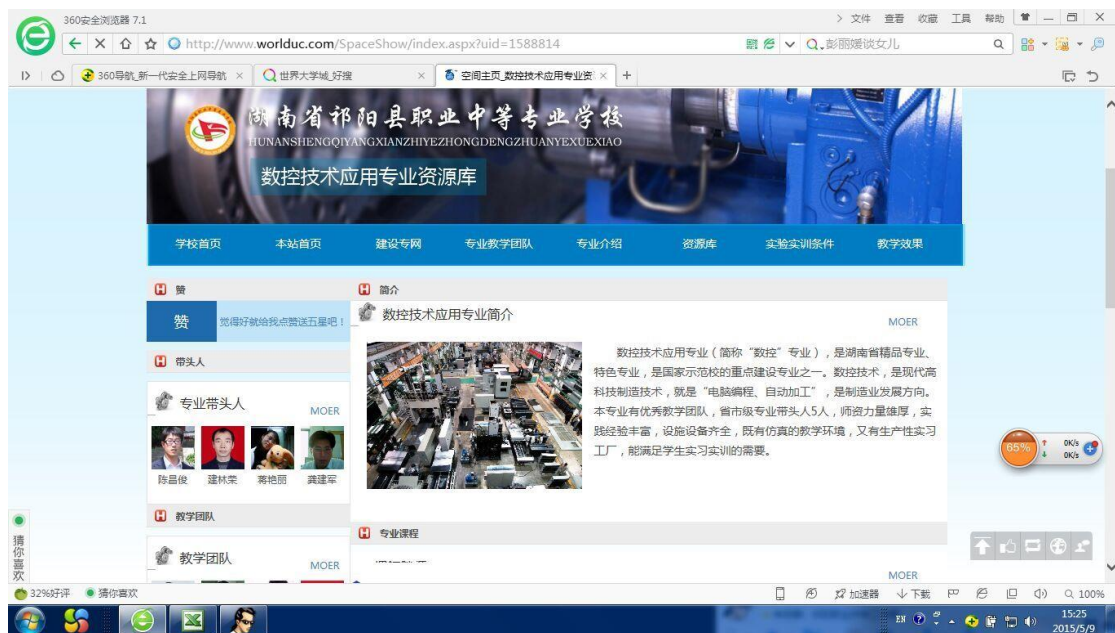 360安全浏览器 7.1
文件 查看 收藏 工具 帮助
http://www.worlduc.com/SpaceShow/index.aspx?uid=1588814
彭丽媛谈女儿
360导航_新一代安全上网导航
世界大学城_好搜
空间主页_数控技术应用专业资
湖南省祁阳县职业中等专业学校
HUNANSHENGQIYANGXIANZHIYEZHONGDENGZHUANYEXUEXIAO
数控技术应用专业资源库
学校首页 本站首页 建设专网 专业教学团队 专业介绍 资源库 实验实训条件 教学效果
赞
赞 觉得好就给我点赞送五星吧!
带头人
专业带头人
MOER
陈昌俊 建林荣 蒋艳丽 龚建军
教学团队
教学团队
MOER
简介
数控技术应用专业简介
MOER
数控技术应用专业(简称“数控”专业),是湖南省精品专业、
特色专业,是国家示范校的重点建设专业之一。数控技术,是现代高
科技制造技术,就是“电脑编程、自动加工”,是制造业发展方向。
本专业有优秀教学团队,省市级专业带头人5人,师资力量雄厚,实
践经验丰富,设施设备齐全,既有仿真的教学环境,又有生产性实习
工厂,能满足学生实习实训的需要。
专业课程
MOER
65%
0K/s
0K/s
猜你喜欢
32%好评 猜你喜欢
加速器 下载 100%
EN
15:25
2015/5/9